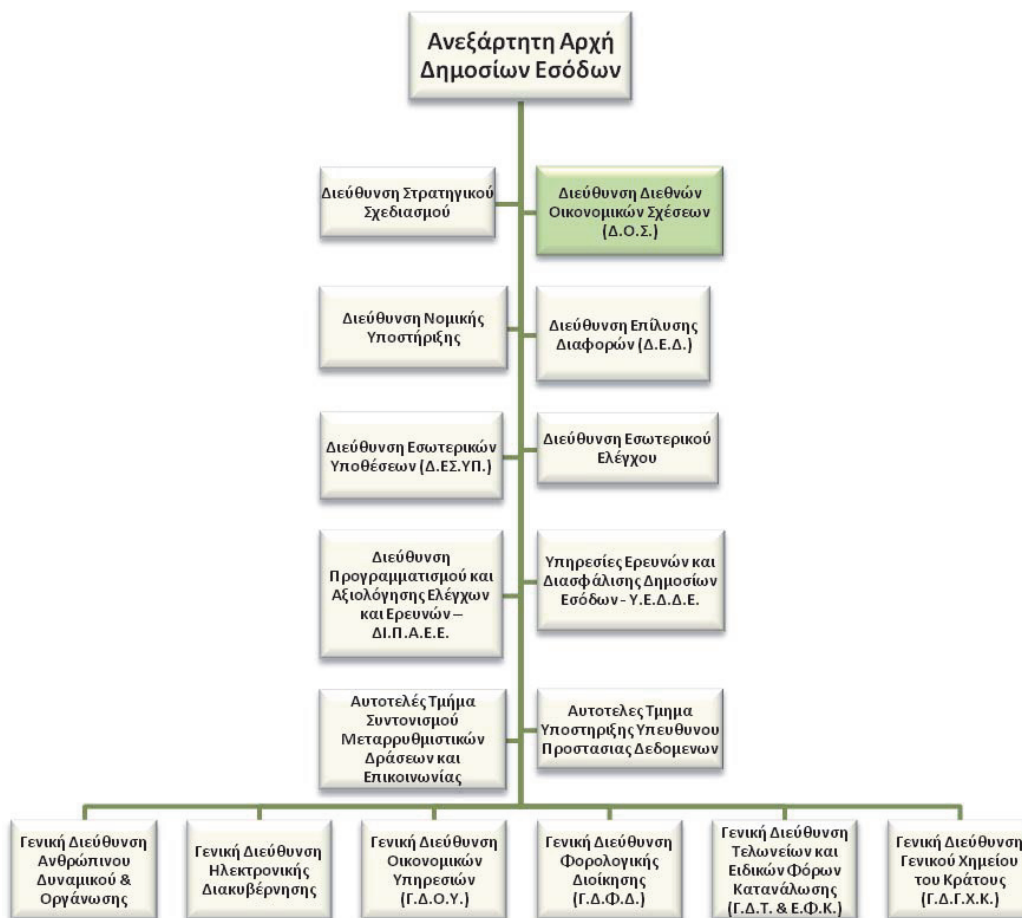 Ανεξάρτητη Αρχή
Δημοσίων Εσόδων
Διεύθυνση Στρατηγικού
Σχεδιασμού
Διεύθυνση Διεθνών
Οικονομικών Σχέσεων
(Δ.Ο.Σ.)
Διεύθυνση Νομικής
Υποστήριξης
Διεύθυνση Επίλυσης
Διαφορών (Δ.Ε.Δ.)
Διεύθυνση Εσωτερικών
Υποθέσεων (Δ.ΕΣ.ΥΠ.)
Διεύθυνση Εσωτερικού
Ελέγχου
Διεύθυνση
Προγραμματισμού και
Αξιολόγησης Ελέγχων
και Ερευνών –
ΔΙ.Π.Α.Ε.Ε.
Υπηρεσίες Ερευνών και
Διασφάλισης Δημοσίων
Εσόδων - Υ.Ε.Δ.Δ.Ε.
Αυτοτελές Τμήμα
Συντονισμού
Μεταρρυθμιστικών
Δράσεων και
Επικοινωνίας
Αυτοτελες Τμημα
Υποστηριξης Υπευθυνου
Προστασιας Δεδομενων
Γενική Διεύθυνση
Ανθρώπινου
Δυναμικού &
Οργάνωσης
Γενική Διεύθυνση
Ηλεκτρονικής
Διακυβέρνησης
Γενική Διεύθυνση
Οικονομικών
Υπηρεσιών
(Γ.Δ.Ο.Υ.)
Γενική Διεύθυνση
Φορολογικής
Διοίκησης
(Γ.Δ.Φ.Δ.)
Γενική Διεύθυνση
Τελωνείων και
Ειδικών Φόρων
Κατανάλωσης
(Γ.Δ.Τ. & Ε.Φ.Κ.)
Γενική Διεύθυνση
Γενικού Χημείου
του Κράτους
(Γ.Δ.Γ.Χ.Κ.)